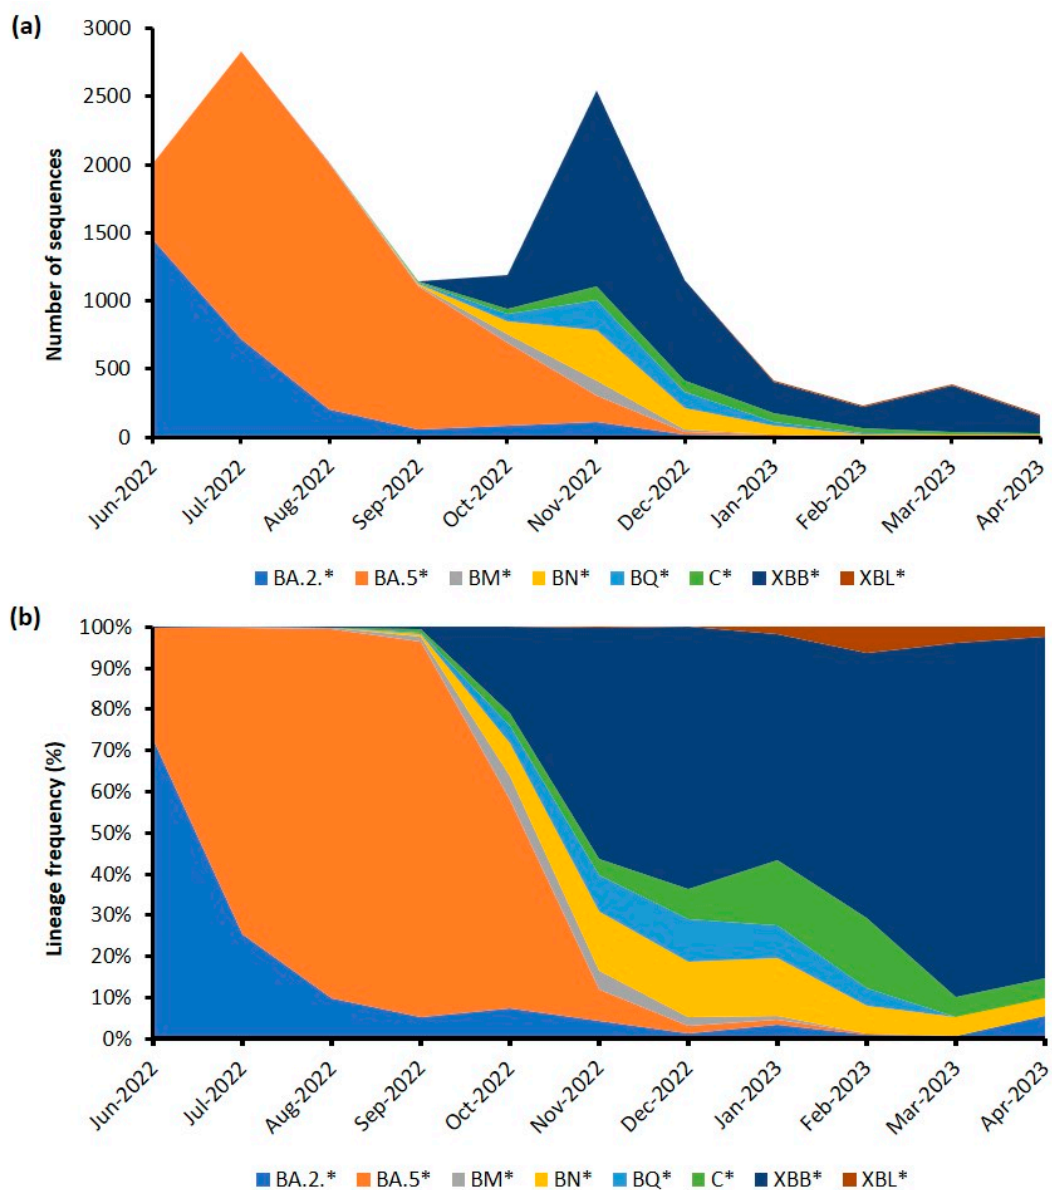 (a)
3000
2500
2000
1500
1000
500
0
Number of sequences
Jun-2022 Jul-2022 Aug-2022 Sep-2022 Oct-2022 Nov-2022 Dec-2022 Jan-2023 Feb-2023 Mar-2023 Apr-2023
BA.2.* BA.5* BM* BN* BQ* C* XBB* XBL*
(b)
100%
90%
80%
70%
60%
50%
40%
30%
20%
10%
0%
Lineage frequency (%)
Jun-2022 Jul-2022 Aug-2022 Sep-2022 Oct-2022 Nov-2022 Dec-2022 Jan-2023 Feb-2023 Mar-2023 Apr-2023
BA.2.* BA.5* BM* BN* BQ* C* XBB* XBL*